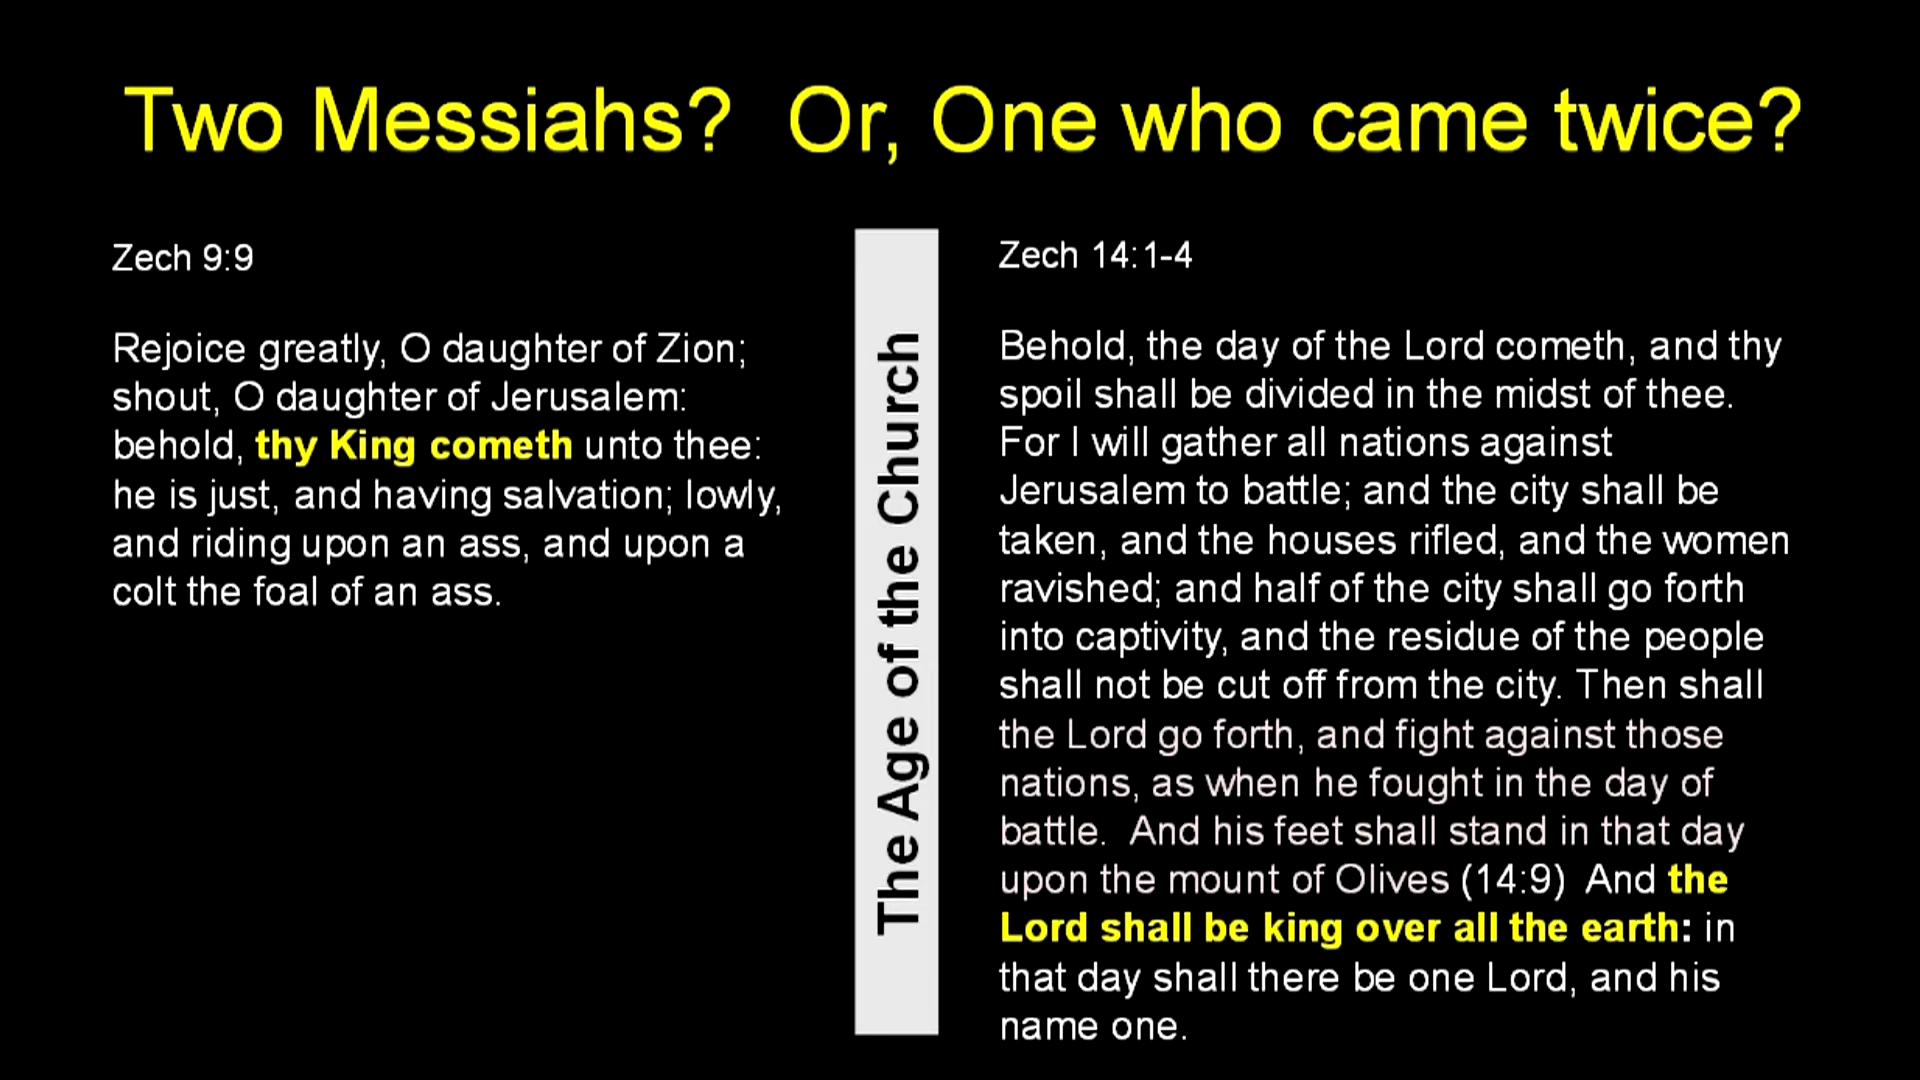 Two Messiahs?  Or, One who came twice?
Zech 9:9
Rejoice greatly, O daughter of Zion;
shout, O daughter of Jerusalem:
behold, thy King cometh unto thee:
he is just, and having salvation; lowly,
and riding upon an ass, and upon a
colt the foal of an ass.
The Age of the Church
Zech 14:1-4
Behold, the day of the Lord cometh, and thy
spoil shall be divided in the midst of thee.
For I will gather all nations against
Jerusalem to battle; and the city shall be
taken, and the houses rifled, and the women
ravished; and half of the city shall go forth
into captivity, and the residue of the people
shall not be cut off from the city. Then shall
the Lord go forth, and fight against those
nations, as when he fought in the day of
battle.  And his feet shall stand in that day
upon the mount of Olives (14:9)  And the
Lord shall be king over all the earth: in
that day shall there be one Lord, and his
name one.